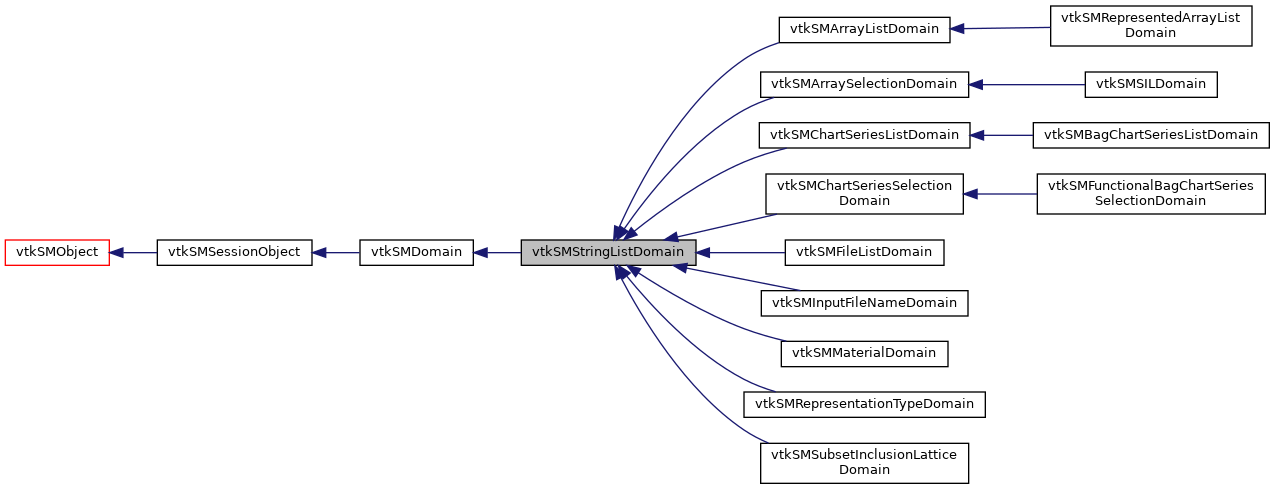 vtkSMArrayListDomain
vtkSMRepresentedArrayList
Domain
vtkSMArraySelectionDomain
vtkSMSILDomain
vtkSMChartSeriesListDomain
vtkSMBagChartSeriesListDomain
vtkSMChartSeriesSelection
Domain
vtkSMFunctionalBagChartSeries
SelectionDomain
vtkSMObject
vtkSMSessionObject
vtkSMDomain
vtkSMStringListDomain
vtkSMFileListDomain
vtkSMInputFileNameDomain
vtkSMMaterialDomain
vtkSMRepresentationTypeDomain
vtkSMSubsetInclusionLattice
Domain